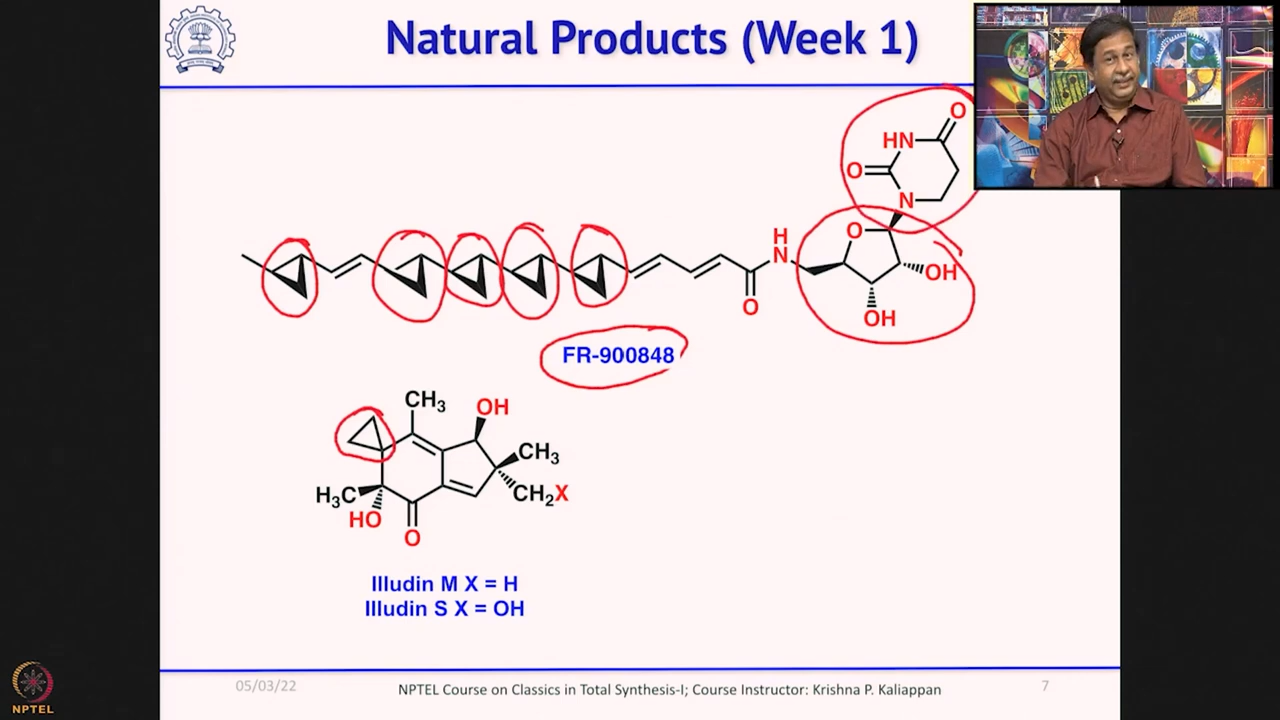 Natural Products (Week 1)
O
HN
O
N
O
H
N
OH
O
OH
FR-900848
CH3
OH
CH3
H3C
CH2X
HO
O
Illudin M X = H
Illudin S X = OH
05/03/22
NPTEL Course on Classics in Total Synthesis-I; Course Instructor: Krishna P. Kaliappan
7
NPTEL